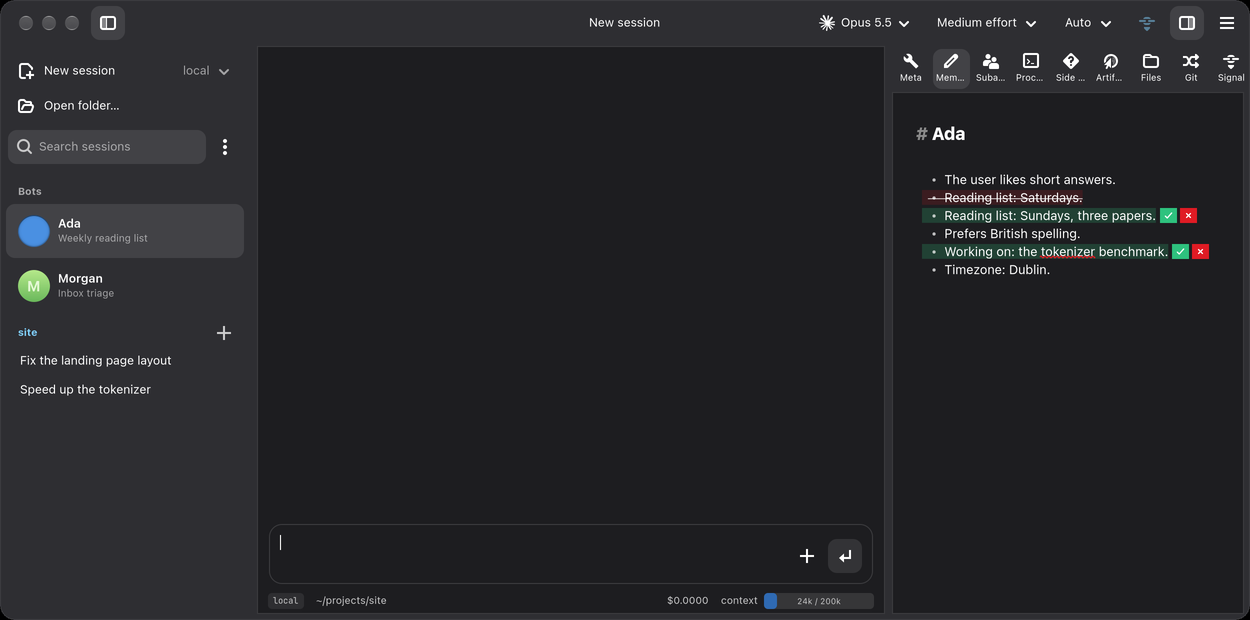 New session
Opus 5.5
Medium effort
Auto
New session
local
Open folder...
Search sessions
Bots
Ada
Weekly reading list
M
Morgan
Inbox triage
site
Fix the landing page layout
Speed up the tokenizer
local
~/projects/site
$0.0000
context
24k / 200k
Meta
Mem...
Suba...
Proc...
Side ...
Artif...
Files
Git
Signal
# Ada
• The user likes short answers.
• Reading list: Saturdays.
• Reading list: Sundays, three papers.
• Prefers British spelling.
• Working on: the tokenizer benchmark.
• Timezone: Dublin.